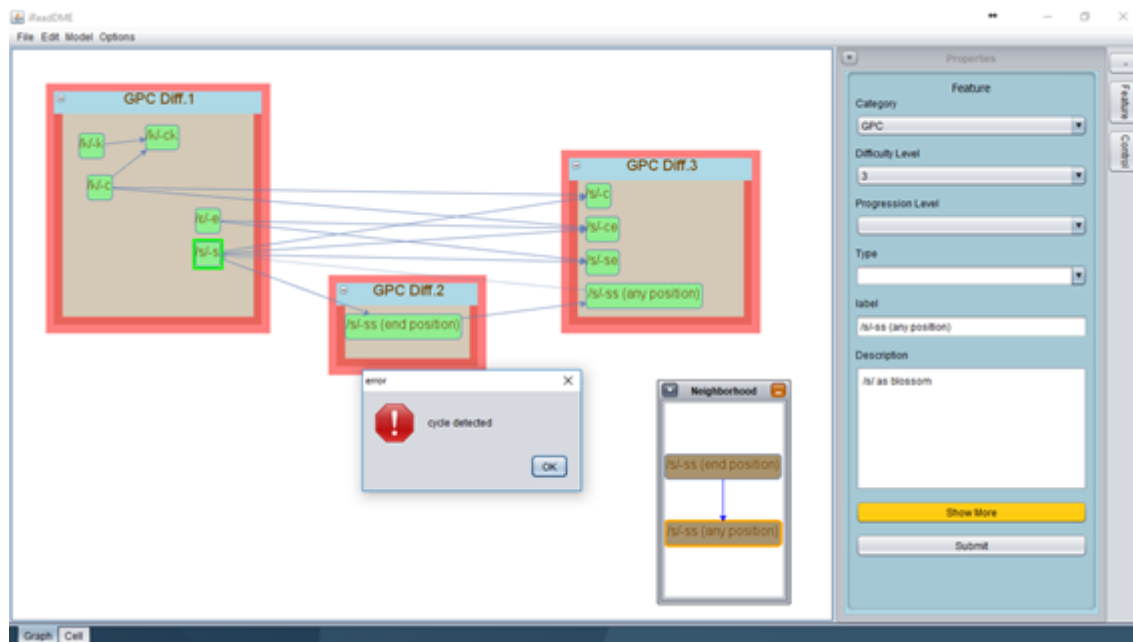 iReadDME
File Edit Model Options
GPC Diff.1
/k/-k
/k/-ck
/k/-c
/ɛ/-e
/s/-s
GPC Diff.2
/s/-ss (end position)
GPC Diff.3
/s/-c
/s/-ce
/s/-se
/s/-ss (any position)
error
cycle detected
OK
Neighborhood
/s/-ss (end position)
/s/-ss (any position)
Properties
Feature
Category
GPC
Difficulty Level
3
Progression Level
Type
label
/s/-ss (any position)
Description
/s/ as blossom
Show More
Submit
Feature
Control
Graph Cell